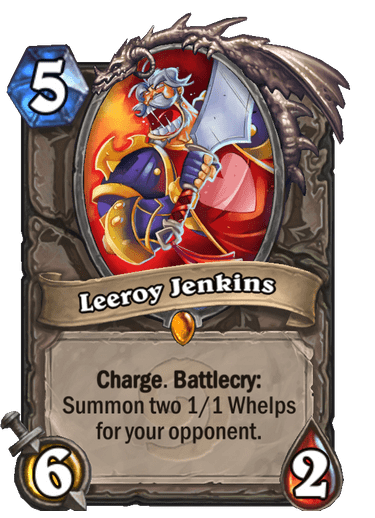 5
Leeroy Jenkins
Charge. Battlecry:
Summon two 1/1 Whelps
for your opponent.
6
2